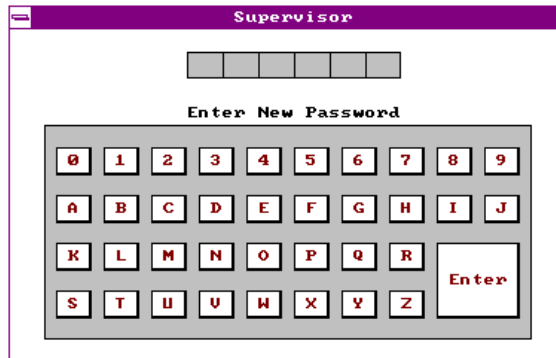 Supervisor
Enter New Password
0 1 2 3 4 5 6 7 8 9
A B C D E F G H I J
K L M N O P Q R
Enter
S T U V W X Y Z